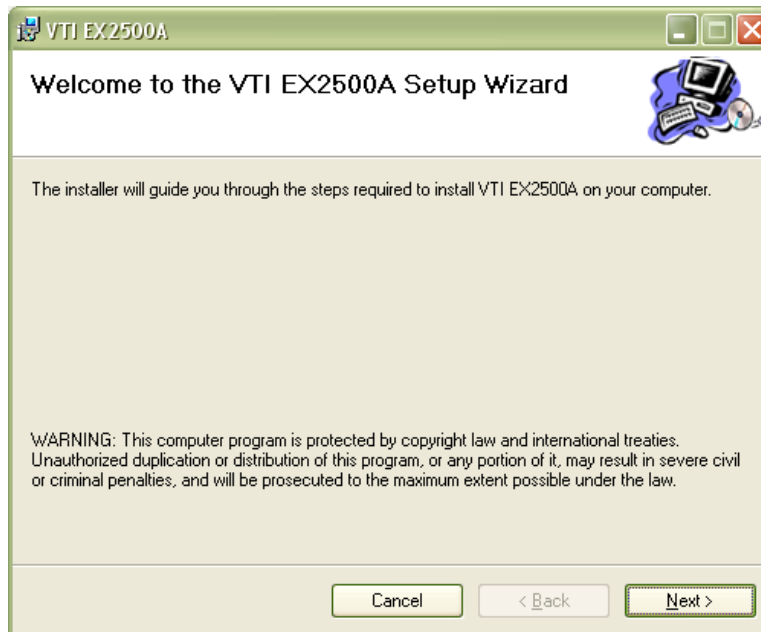 VTI EX2500A
Welcome to the VTI EX2500A Setup Wizard
The installer will guide you through the steps required to install VTI EX2500A on your computer.
WARNING: This computer program is protected by copyright law and international treaties.
Unauthorized duplication or distribution of this program, or any portion of it, may result in severe civil
or criminal penalties, and will be prosecuted to the maximum extent possible under the law.
Cancel
< Back
Next >